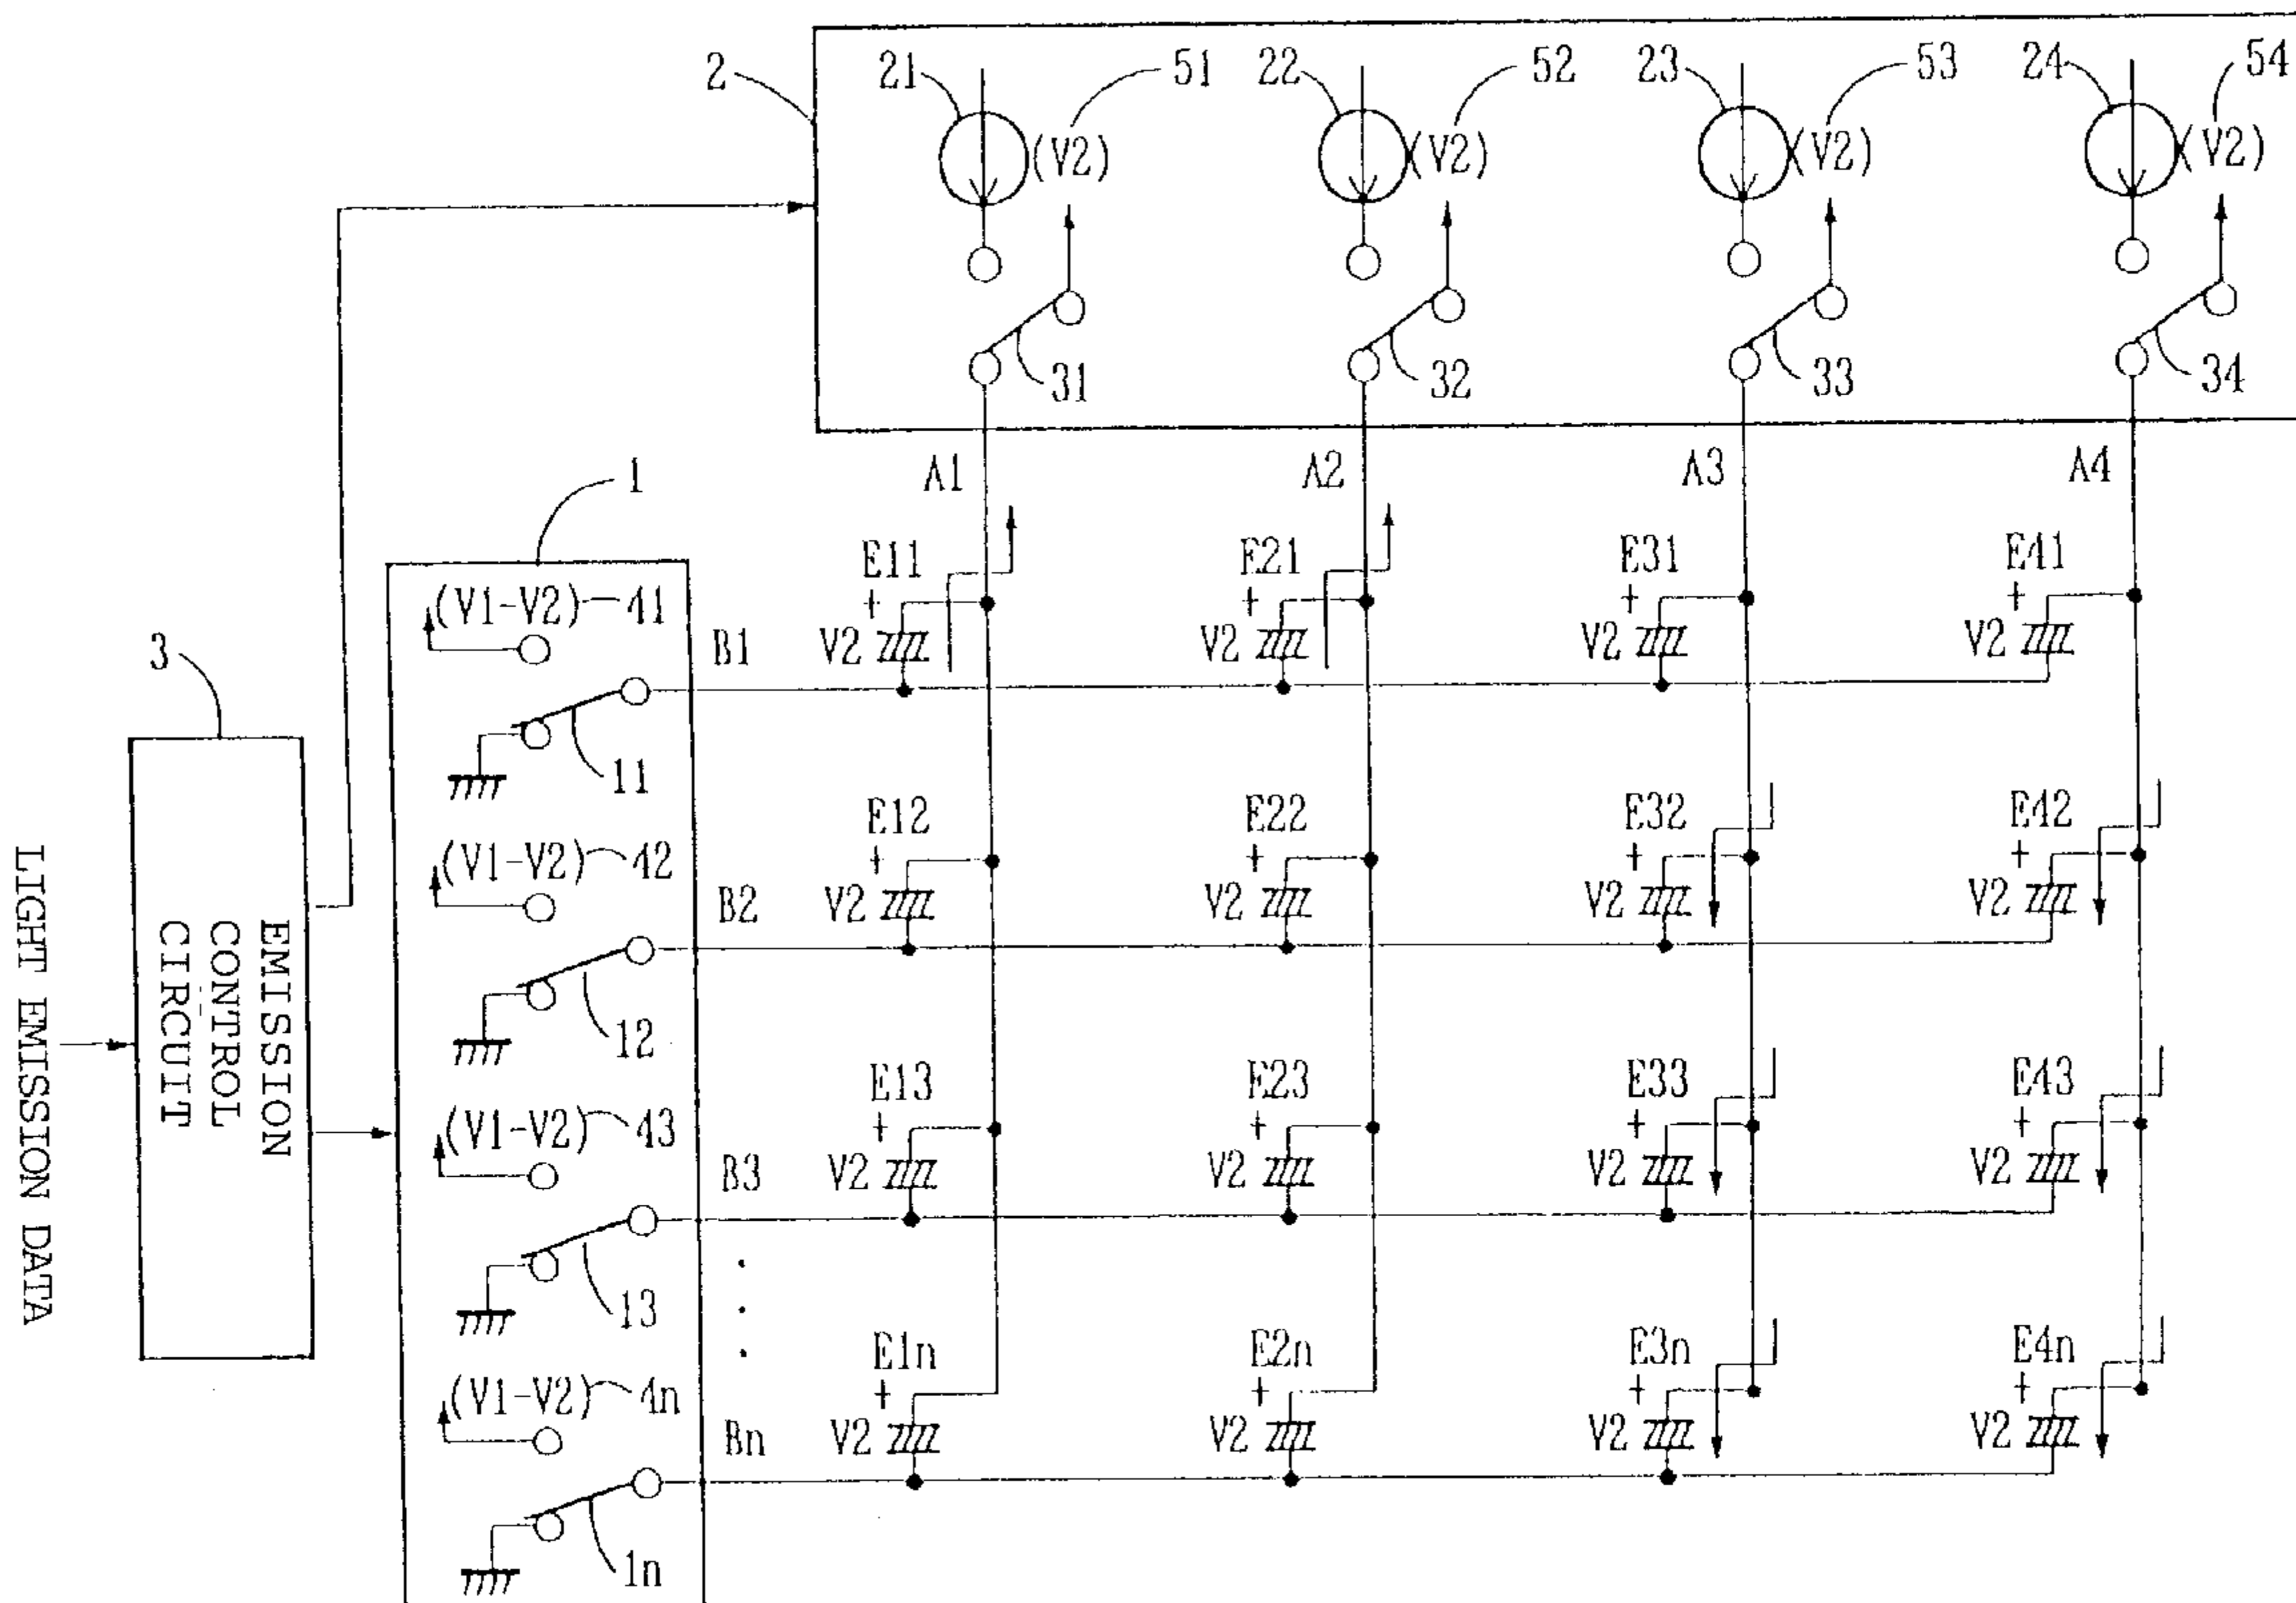 2
21
51
22
52
23
53
24
54
(V2)
(V2)
(V2)
(V2)
31
32
33
34
A1
A2
A3
A4
1
E11
E21
E31
E41
+
+
+
+
(V1-V2)
41
B1
V2
V2
V2
V2
3
11
E12
E22
E32
E42
+
+
+
+
(V1-V2)
42
B2
V2
V2
V2
V2
LIGHT EMISSION DATA
EMISSION
CONTROL
CIRCUIT
12
E13
E23
E33
E43
+
+
+
+
(V1-V2)
43
B3
V2
V2
V2
V2
13
E1n
E2n
E3n
E4n
+
+
+
+
(V1-V2)
4n
Bn
V2
V2
V2
V2
1n